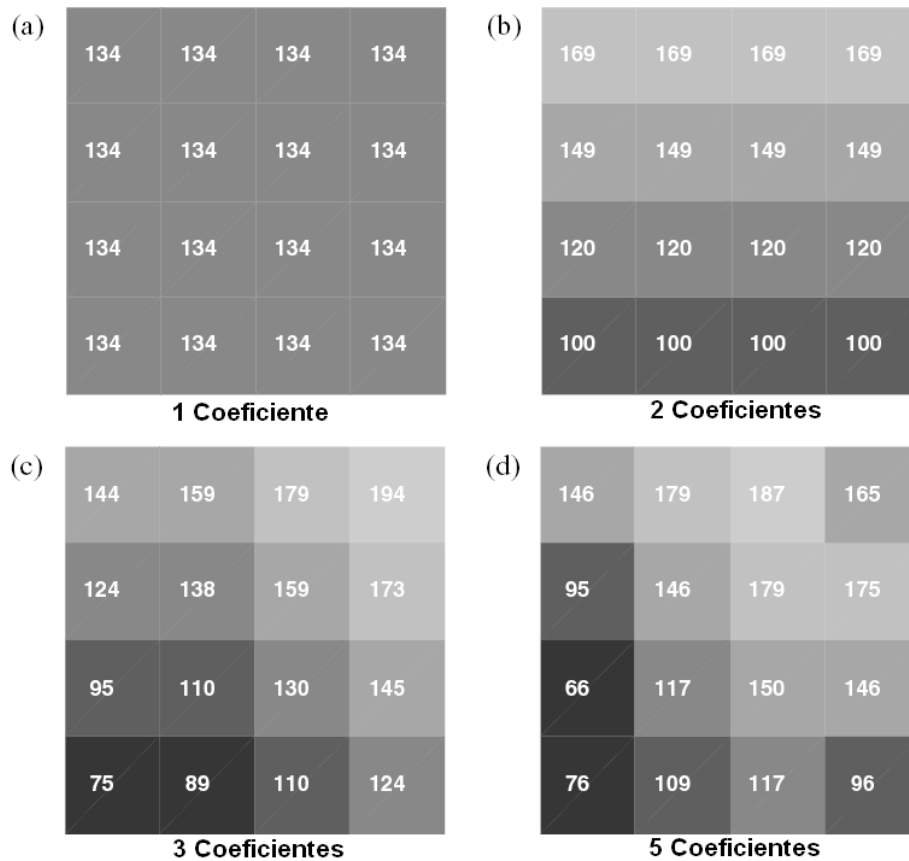 (a)
134 134 134 134
134 134 134 134
134 134 134 134
134 134 134 134
1 Coeficiente
(b)
169 169 169 169
149 149 149 149
120 120 120 120
100 100 100 100
2 Coeficientes
(c)
144 159 179 194
124 138 159 173
95 110 130 145
75 89 110 124
3 Coeficientes
(d)
146 179 187 165
95 146 179 175
66 117 150 146
76 109 117 96
5 Coeficientes